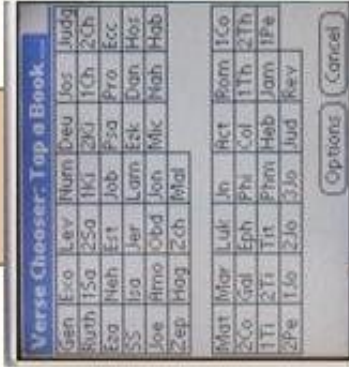 Verse Chooser: Tap a Book...
Gen Exo Lev Num Deu Jos Judg
Ruth 1Sa 2Sa 1Ki 2Ki 1Ch 2Ch
Eza Neh Est Job Psa Pro Ecc
SS Isa Jer Lam Esk Dan Hos
Joe Amo Obd Jon Mic Nah Hab
Zep Hag Zch Mal
Mat Mar Luk Jn Act Rom 1Co
2Co Gal Eph Phi Col 1Th 2Th
1Ti 2Ti Tit Phm Heb Jam 1Pe
2Pe 1Jo 2Jo 3Jo Jud Rev
Options Cancel